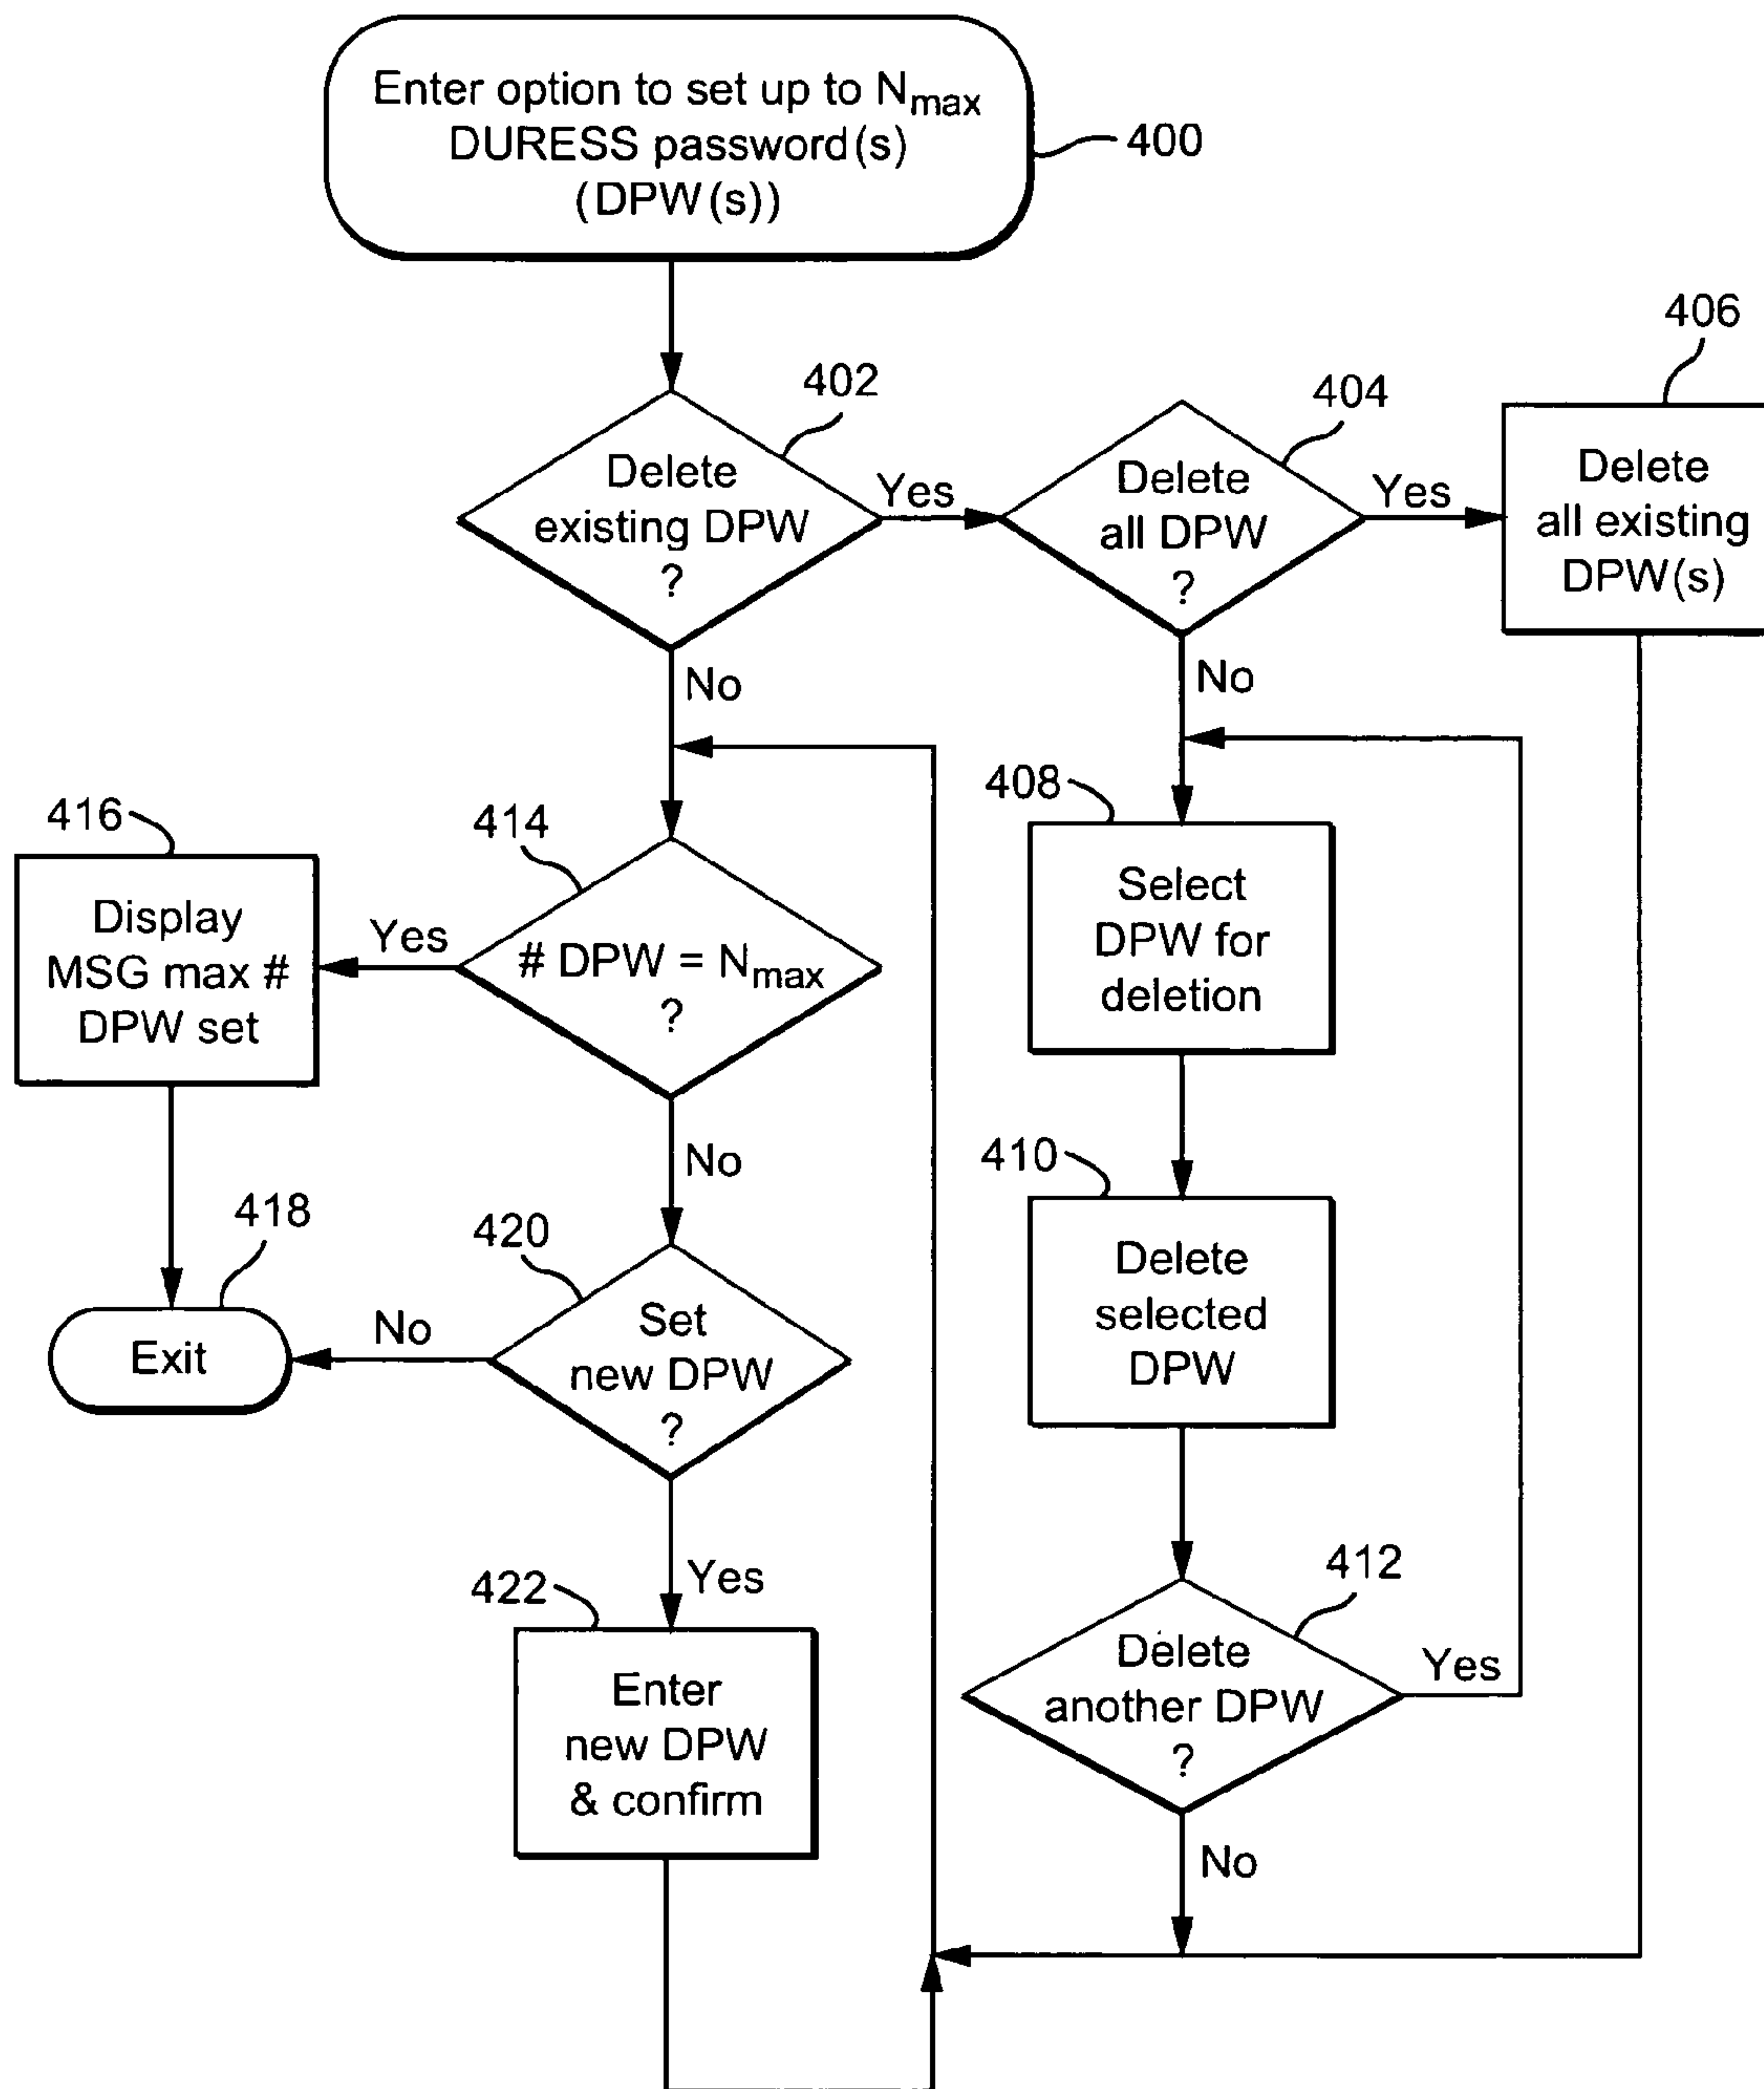 Enter option to set up to Nmax
DURESS password(s)
(DPW(s))
400
402
Delete
existing DPW
?
Yes
404
Delete
all DPW
?
Yes
406
Delete
all existing
DPW(s)
No
No
408
Select
DPW for
deletion
416
Display
MSG max #
DPW set
Yes
414
# DPW = Nmax
?
No
410
Delete
selected
DPW
418
Exit
No
420
Set
new DPW
?
Yes
412
Delete
another DPW
?
Yes
422
Enter
new DPW
& confirm
No